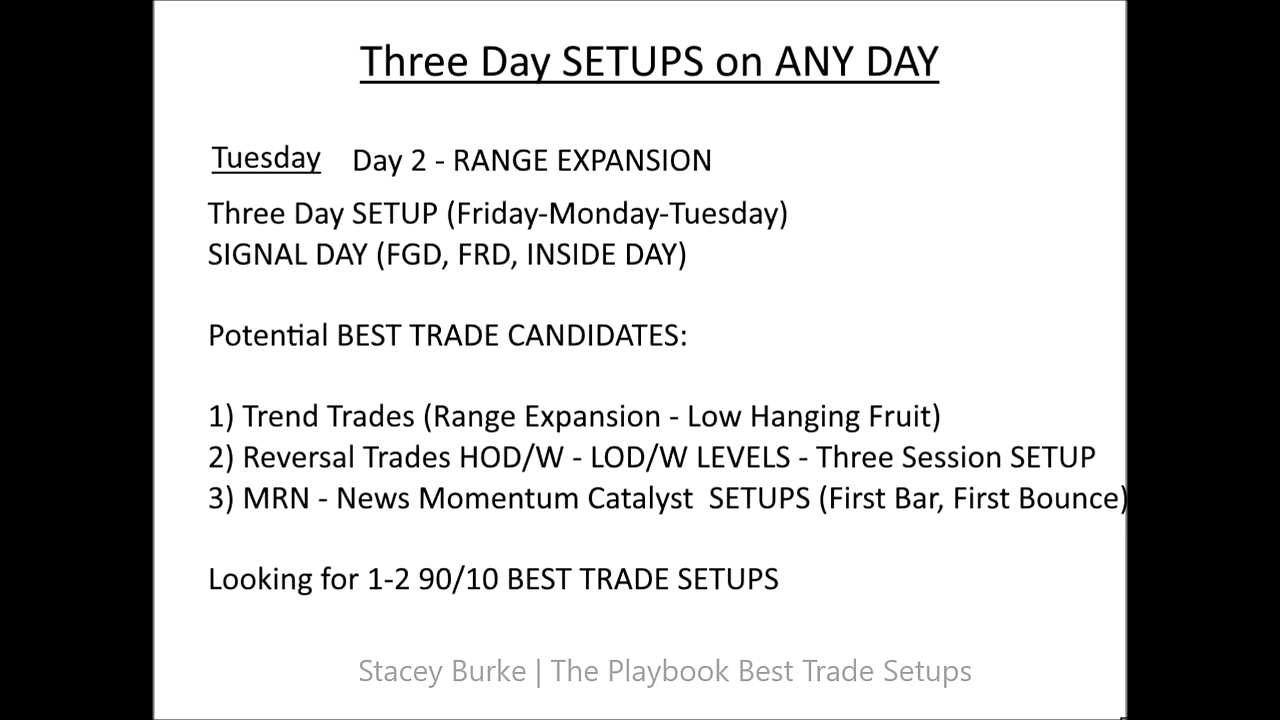 Three Day SETUPS on ANY DAY
Tuesday Day 2 - RANGE EXPANSION
Three Day SETUP (Friday-Monday-Tuesday)
SIGNAL DAY (FGD, FRD, INSIDE DAY)
Potential BEST TRADE CANDIDATES:
1) Trend Trades (Range Expansion - Low Hanging Fruit)
2) Reversal Trades HOD/W - LOD/W LEVELS - Three Session SETUP
3) MRN - News Momentum Catalyst  SETUPS (First Bar, First Bounce)
Looking for 1-2 90/10 BEST TRADE SETUPS
Stacey Burke | The Playbook Best Trade Setups